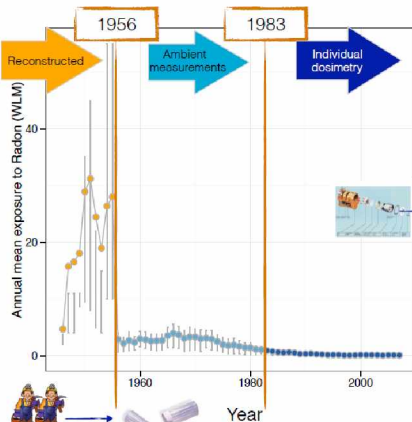 1956
1983
Reconstructed
Ambient
measurements
Individual
dosimetry
Annual mean exposure to Radon (WLM)
40
20
0
1960
1980
2000
Year